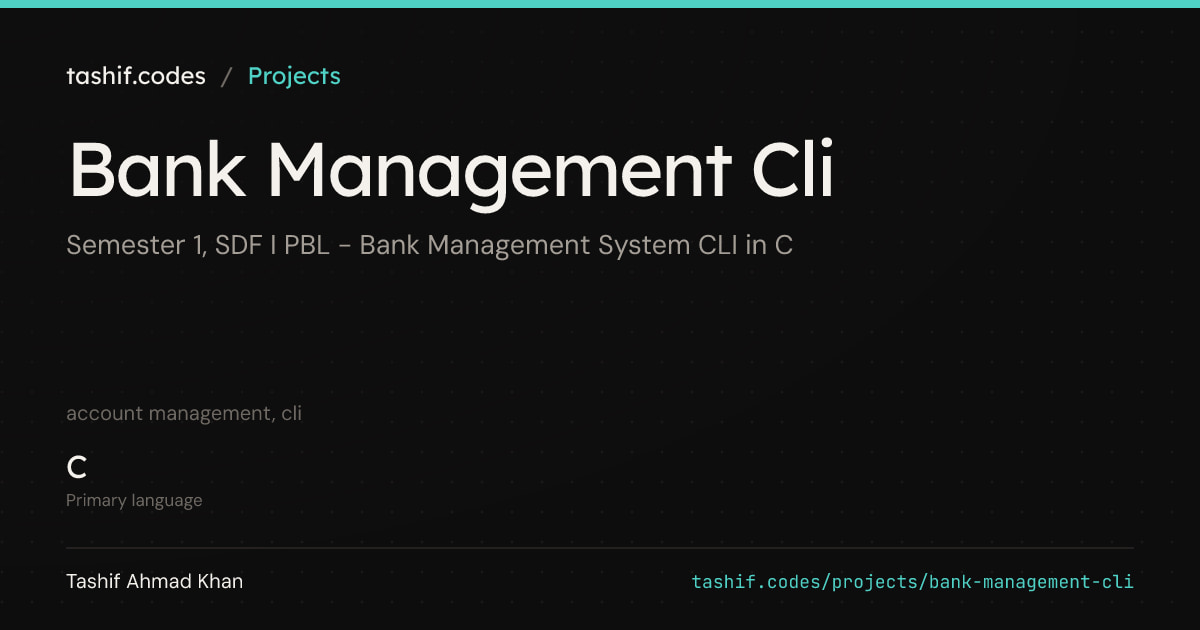 tashif.codes / Projects
Bank Management Cli
Semester 1, SDF I PBL – Bank Management System CLI in C
account management, cli
C
Primary language
Tashif Ahmad Khan
tashif.codes/projects/bank-management-cli